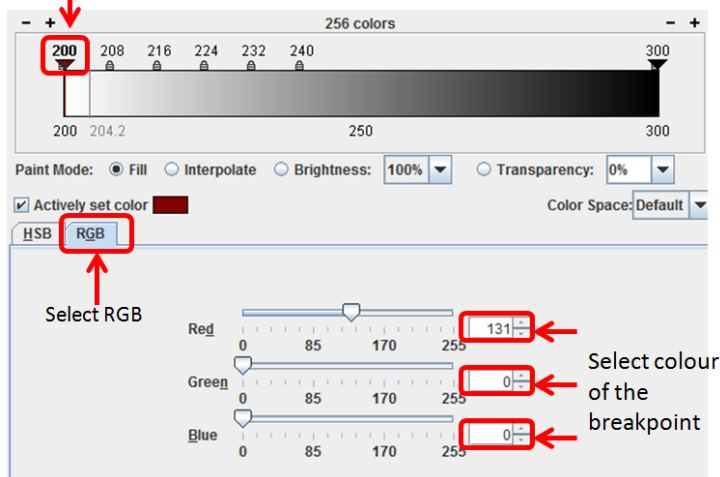 - + 256 colors - +
200 208 216 224 232 240 300
200 204.2 250 300
Paint Mode: Fill Interpolate Brightness: 100% Transparency: 0%
Actively set color Color Space: Default
HSB RGB
Select RGB
Red 131
0 85 170 255
Green 0
0 85 170 255
Blue 0
0 85 170 255
Select colour
of the
breakpoint